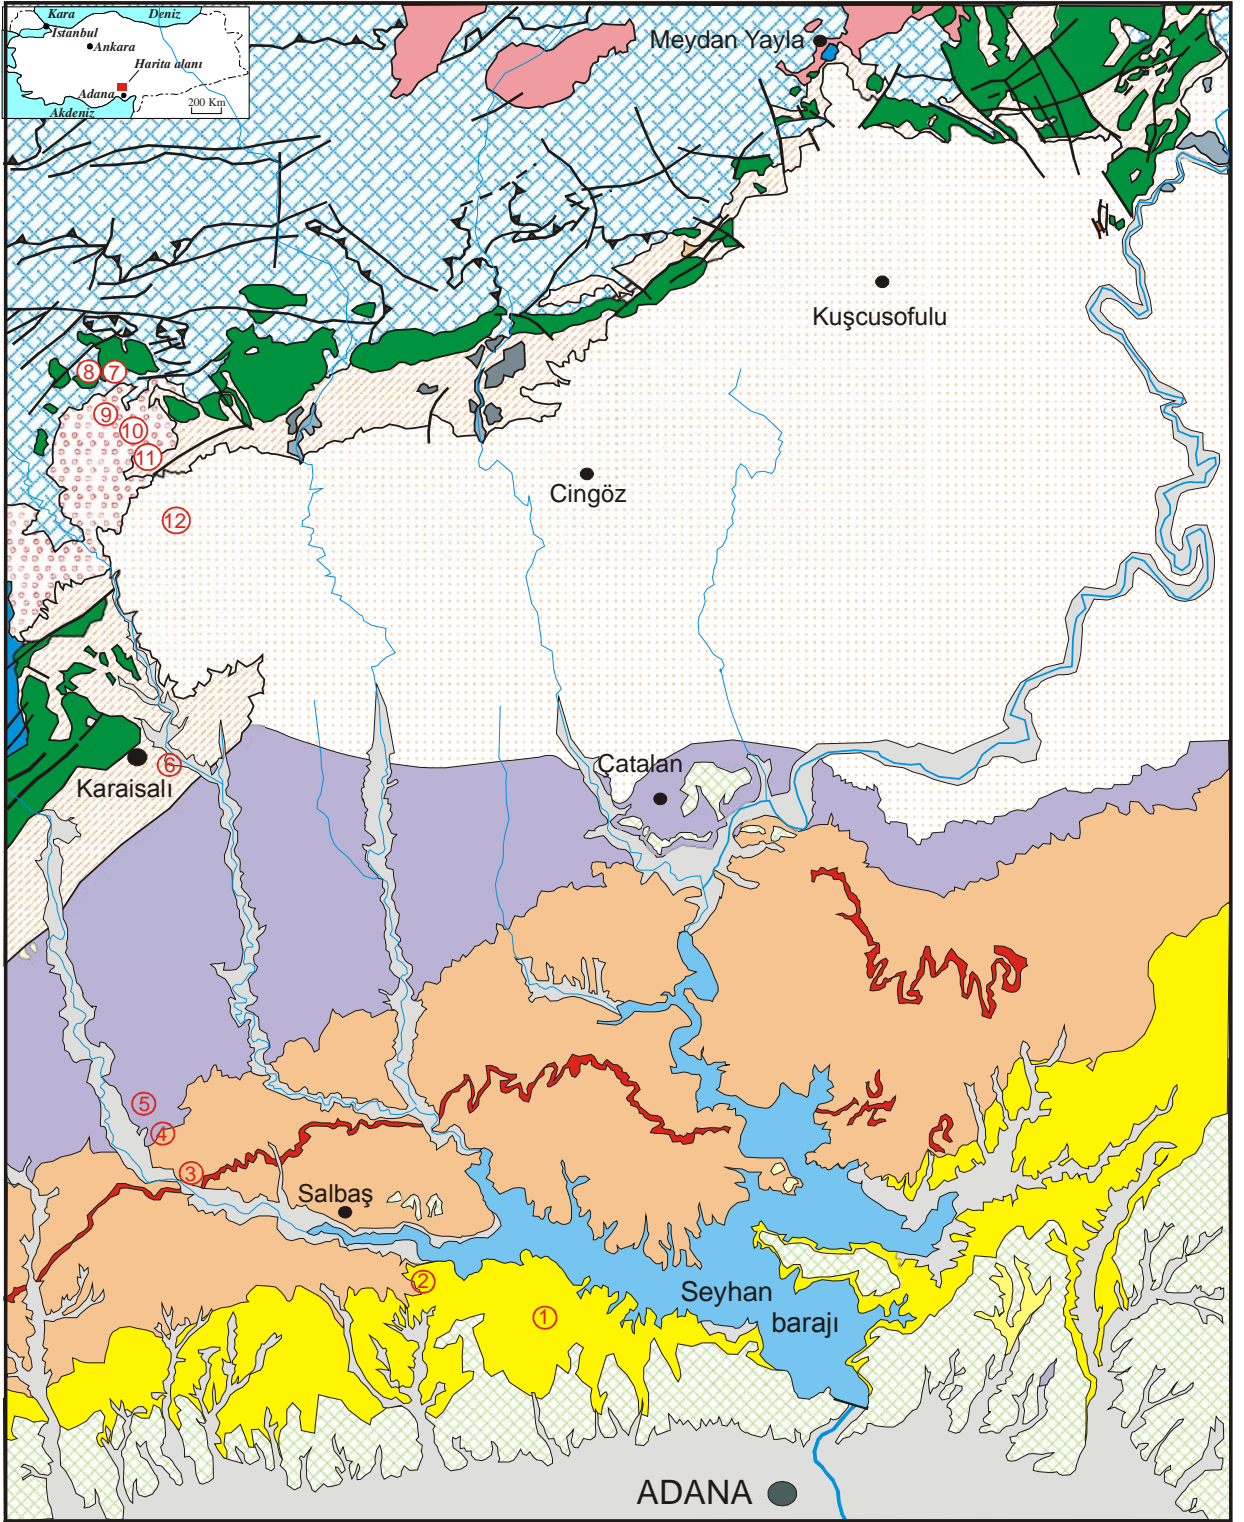 Kara Deniz
İstanbul
Ankara
Harita alanı
Adana
200 Km
Akdeniz
Meydan Yayla
Kuşcusofulu
8 7
9
10
11
Cingöz
12
Çatalan
6
Karaisalı
5
4
3
Salbaş
2
Seyhan
barajı
1
ADANA